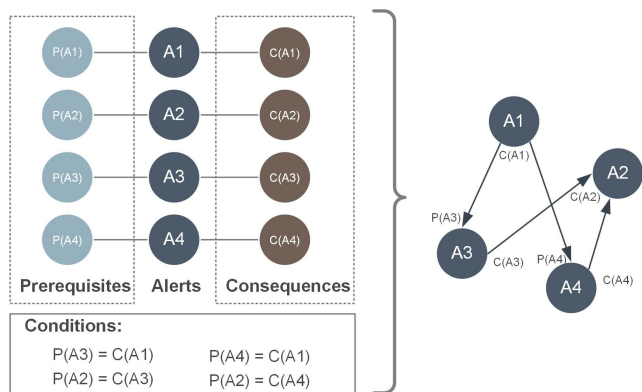 P(A1) A1 C(A1)
P(A2) A2 C(A2)
P(A3) A3 C(A3)
P(A4) A4 C(A4)
Prerequisites Alerts Consequences
Conditions:
P(A3) = C(A1) P(A4) = C(A1)
P(A2) = C(A3) P(A2) = C(A4)
A1
C(A1)
A2
C(A2)
P(A3)
A3
C(A3)
P(A4)
A4
C(A4)